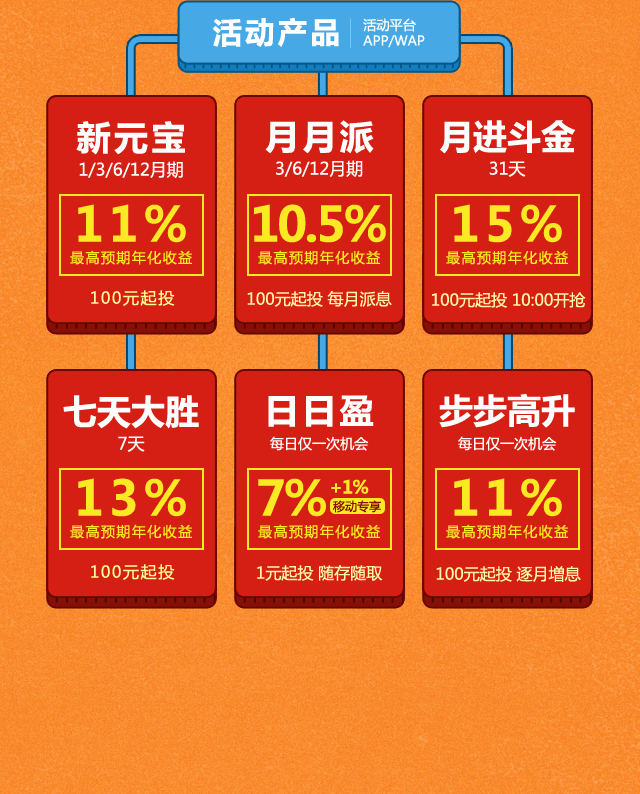 活动产品
活动平台
APP/WAP
新元宝
1/3/6/12月期
11%
最高预期年化收益
100元起投
月月派
3/6/12月期
10.5%
最高预期年化收益
100元起投 每月派息
月进斗金
31天
15%
最高预期年化收益
100元起投 10:00开抢
七天大胜
7天
13%
最高预期年化收益
100元起投
日日盈
每日仅一次机会
7% +1%
移动专享
最高预期年化收益
1元起投 随存随取
步步高升
每日仅一次机会
11%
最高预期年化收益
100元起投 逐月增息